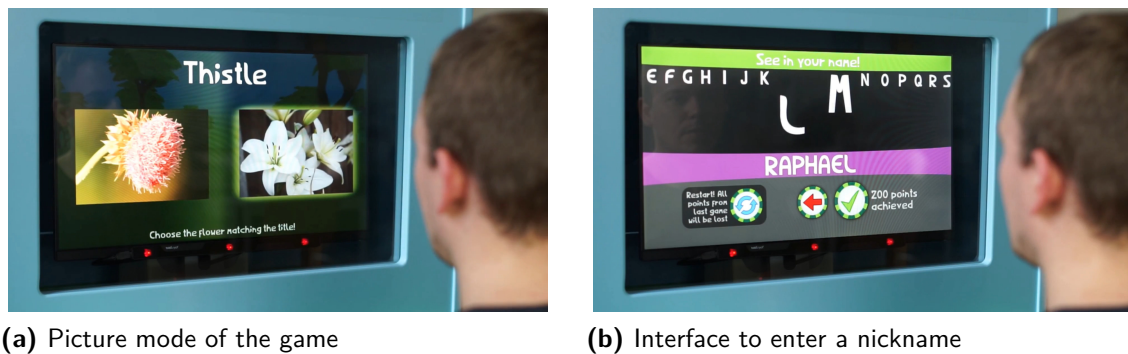 Thistle
Choose the flower matching the title!
(a) Picture mode of the game
See in your name!
E F G H I J K L M N O P Q R S
RAPHAEL
Restart! All
points from
last game
will be lost
200 points
achieved
(b) Interface to enter a nickname